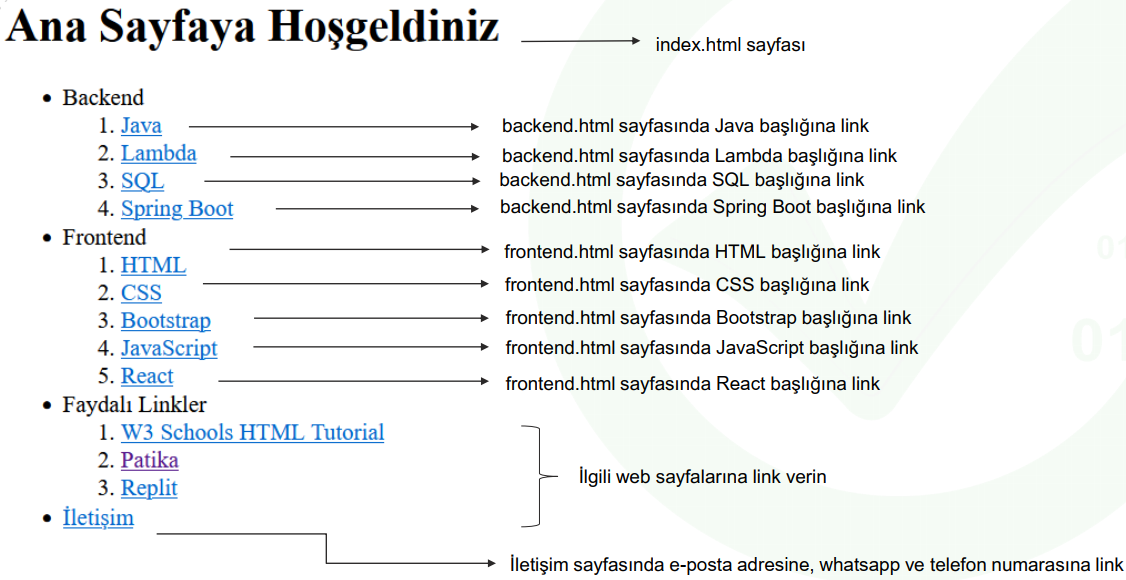 Ana Sayfaya Hoşgeldiniz
index.html sayfası
• Backend
1. Java
backend.html sayfasında Java başlığına link
2. Lambda
backend.html sayfasında Lambda başlığına link
3. SQL
backend.html sayfasında SQL başlığına link
4. Spring Boot
backend.html sayfasında Spring Boot başlığına link
• Frontend
1. HTML
frontend.html sayfasında HTML başlığına link
2. CSS
frontend.html sayfasında CSS başlığına link
3. Bootstrap
frontend.html sayfasında Bootstrap başlığına link
4. JavaScript
frontend.html sayfasında JavaScript başlığına link
5. React
frontend.html sayfasında React başlığına link
• Faydalı Linkler
1. W3 Schools HTML Tutorial
2. Patika
3. Replit
İlgili web sayfalarına link verin
• İletişim
İletişim sayfasında e-posta adresine, whatsapp ve telefon numarasına link
01
01